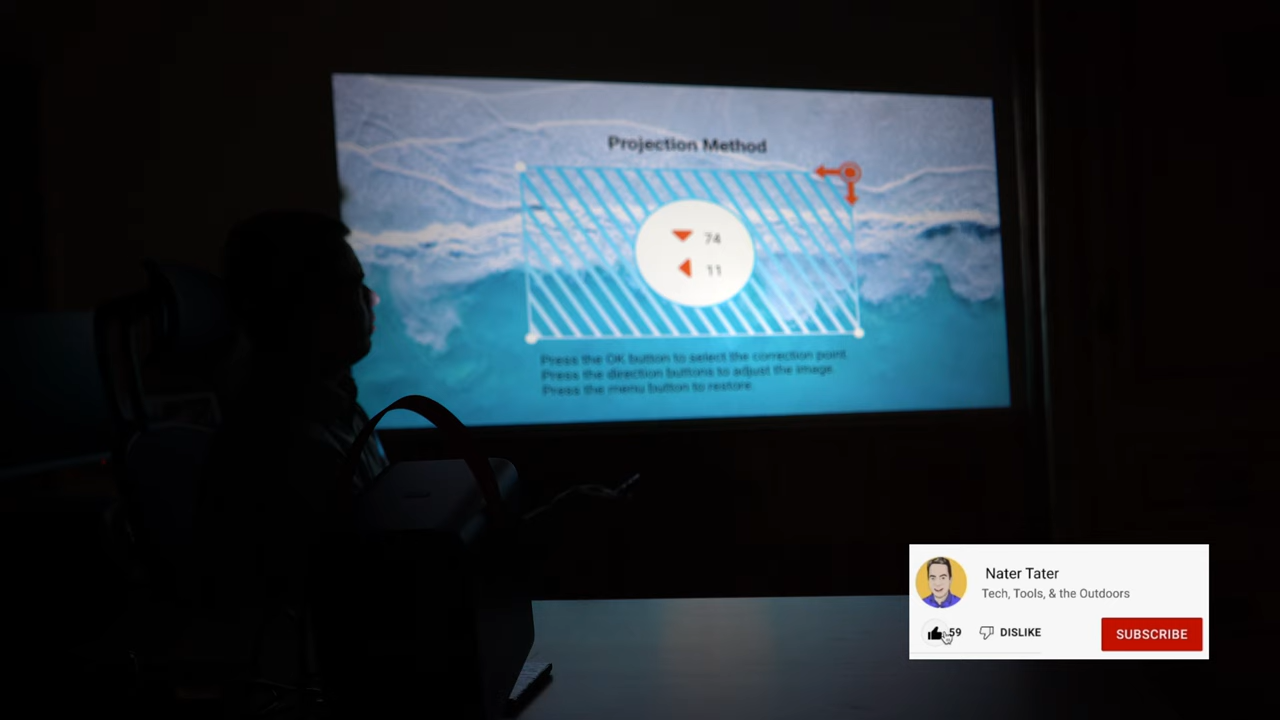 Projection Method
74
11
Press the OK button to select the correction point.
Press the direction buttons to adjust the image.
Press the menu button to restore.
Nater Tater
Tech, Tools, & the Outdoors
59 DISLIKE SUBSCRIBE